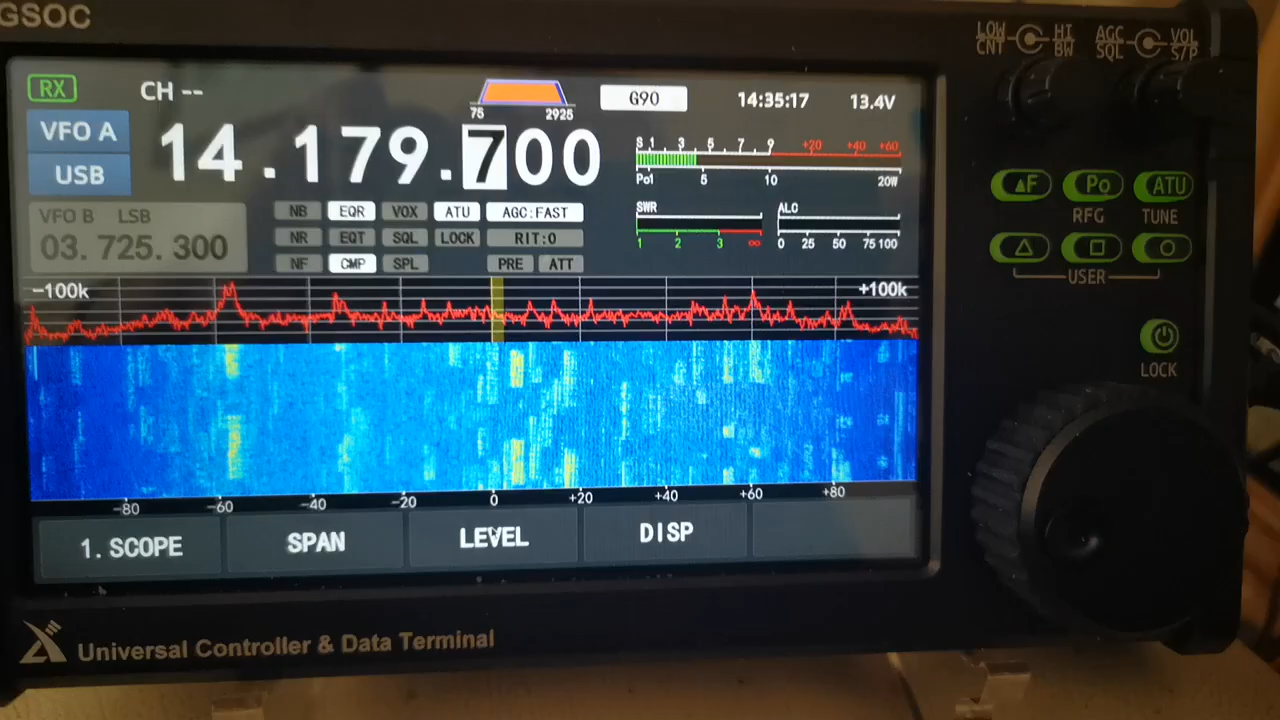 GSOC
LOW CNT HI BW AGC SQL VOL S/P
RX CH -- 75 2925 G90 14:35:17 13.4V
VFO A 14.179.700
USB
S 1 3 5 7 9 +20 +40 +60
Po1 5 10 20W
VFO B LSB
03.725.300
NB EQR VOX ATU AGC:FAST
NR EQT SQL LOCK RIT:0
NF CMP SPL PRE ATT
SWR ALC
1 2 3 ∞ 0 25 50 75 100
-100k +100k
-80 -60 -40 -20 0 +20 +40 +60 +80
1. SCOPE SPAN LEVEL DISP
▲F Po ATU
RFG TUNE
USER
LOCK
Universal Controller & Data Terminal